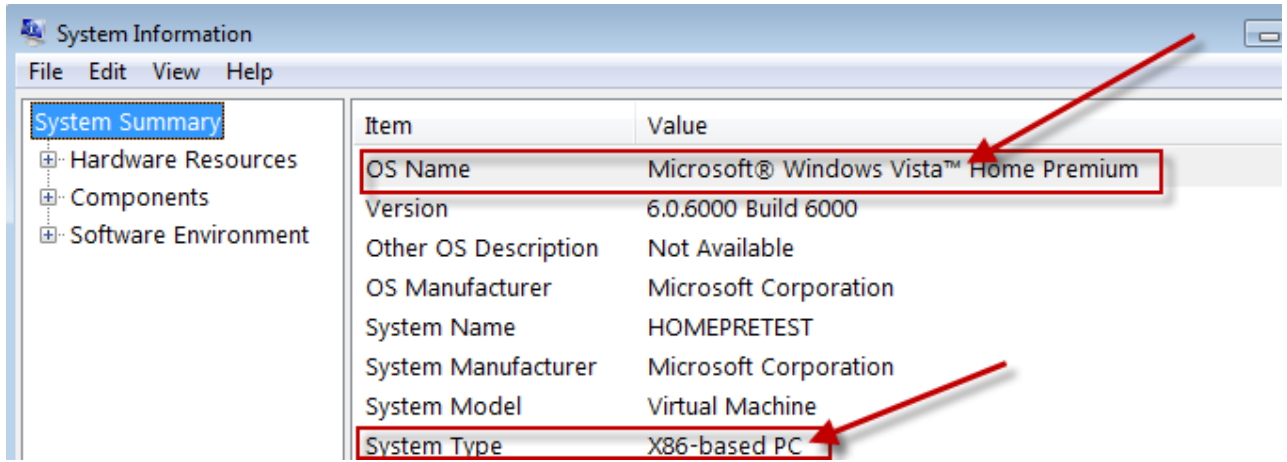 System Information
File Edit View Help
System Summary
Hardware Resources
Components
Software Environment
Item Value
OS Name Microsoft® Windows Vista™ Home Premium
Version 6.0.6000 Build 6000
Other OS Description Not Available
OS Manufacturer Microsoft Corporation
System Name HOMEPRETEST
System Manufacturer Microsoft Corporation
System Model Virtual Machine
System Type X86-based PC